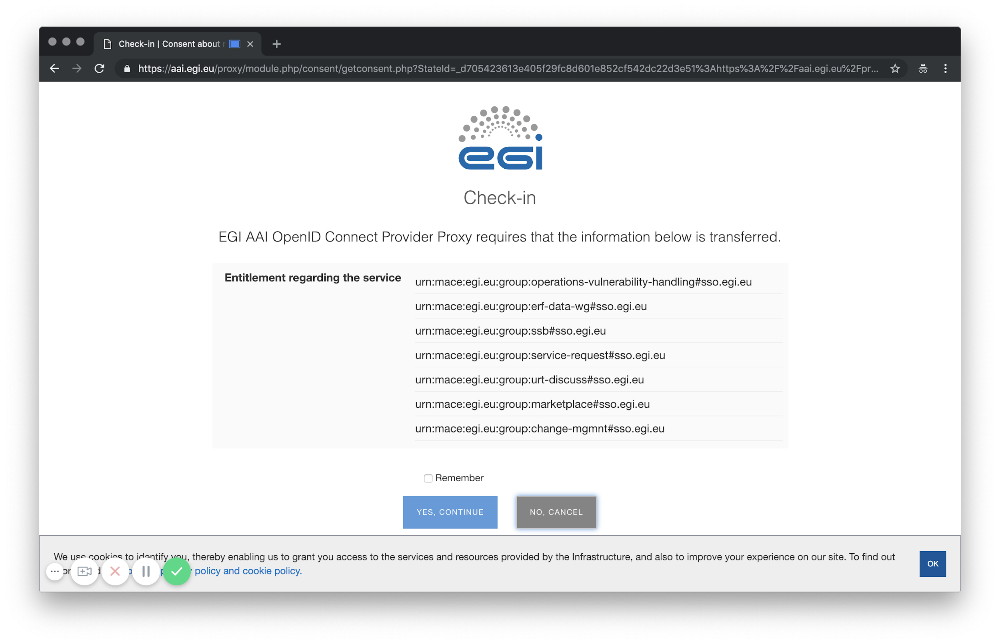 Check-in | Consent about
https://aai.egi.eu/proxy/module.php/consent/getconsent.php?StateId=_d705423613e405f29fc8d601e852cf542dc22d3e51%3Ahttps%3A%2F%2Faai.egi.eu%2Fpr...
egi
Check-in
EGI AAI OpenID Connect Provider Proxy requires that the information below is transferred.
Entitlement regarding the service
urn:mace:egi.eu:group:operations-vulnerability-handling#sso.egi.eu
urn:mace:egi.eu:group:erf-data-wg#sso.egi.eu
urn:mace:egi.eu:group:ssb#sso.egi.eu
urn:mace:egi.eu:group:service-request#sso.egi.eu
urn:mace:egi.eu:group:urt-discuss#sso.egi.eu
urn:mace:egi.eu:group:marketplace#sso.egi.eu
urn:mace:egi.eu:group:change-mgmnt#sso.egi.eu
Remember
YES, CONTINUE
NO, CANCEL
We use cookies to identify you, thereby enabling us to grant you access to the services and resources provided by the Infrastructure, and also to improve your experience on our site. To find out
policy and cookie policy.
OK